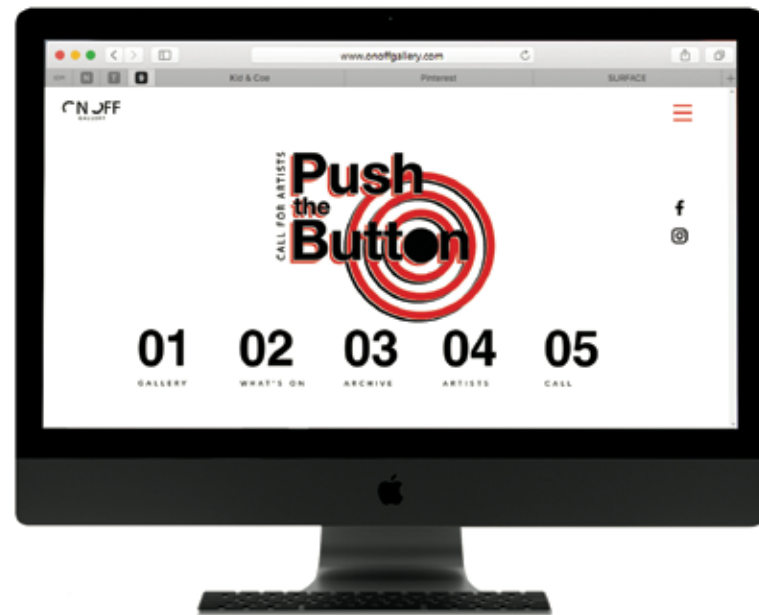 www.onoffgallery.com
Kid & Coe
Pinterest
SURFACE
ON OFF
GALLERY
CALL FOR ARTISTS
Push
the
Button
01
02
03
04
05
GALLERY
WHAT'S ON
ARCHIVE
ARTISTS
CALL